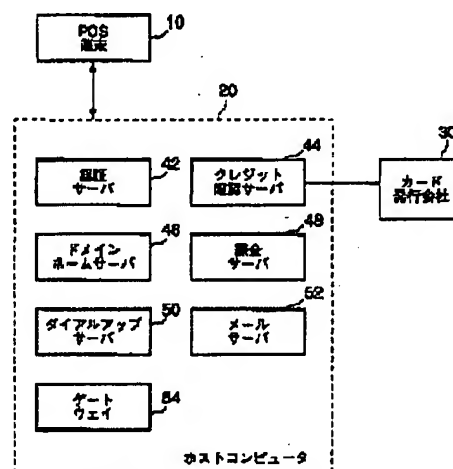 POS
端末
10
20
30
42
認証
サーバ
44
クレジット
確認サーバ
カード
発行会社
46
ドメイン
ホームサーバ
48
課金
サーバ
50
ダイアルアップ
サーバ
52
メール
サーバ
54
ゲート
ウェイ
ホストコンピュータ